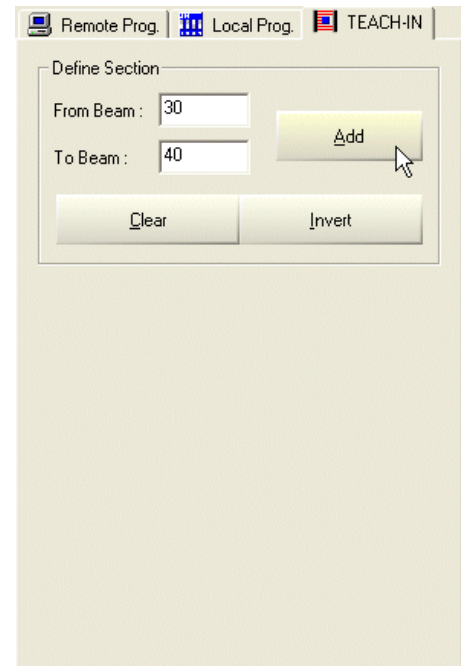 Remote Prog. Local Prog. TEACH-IN
Define Section
From Beam : 30
Add
To Beam : 40
Clear Invert